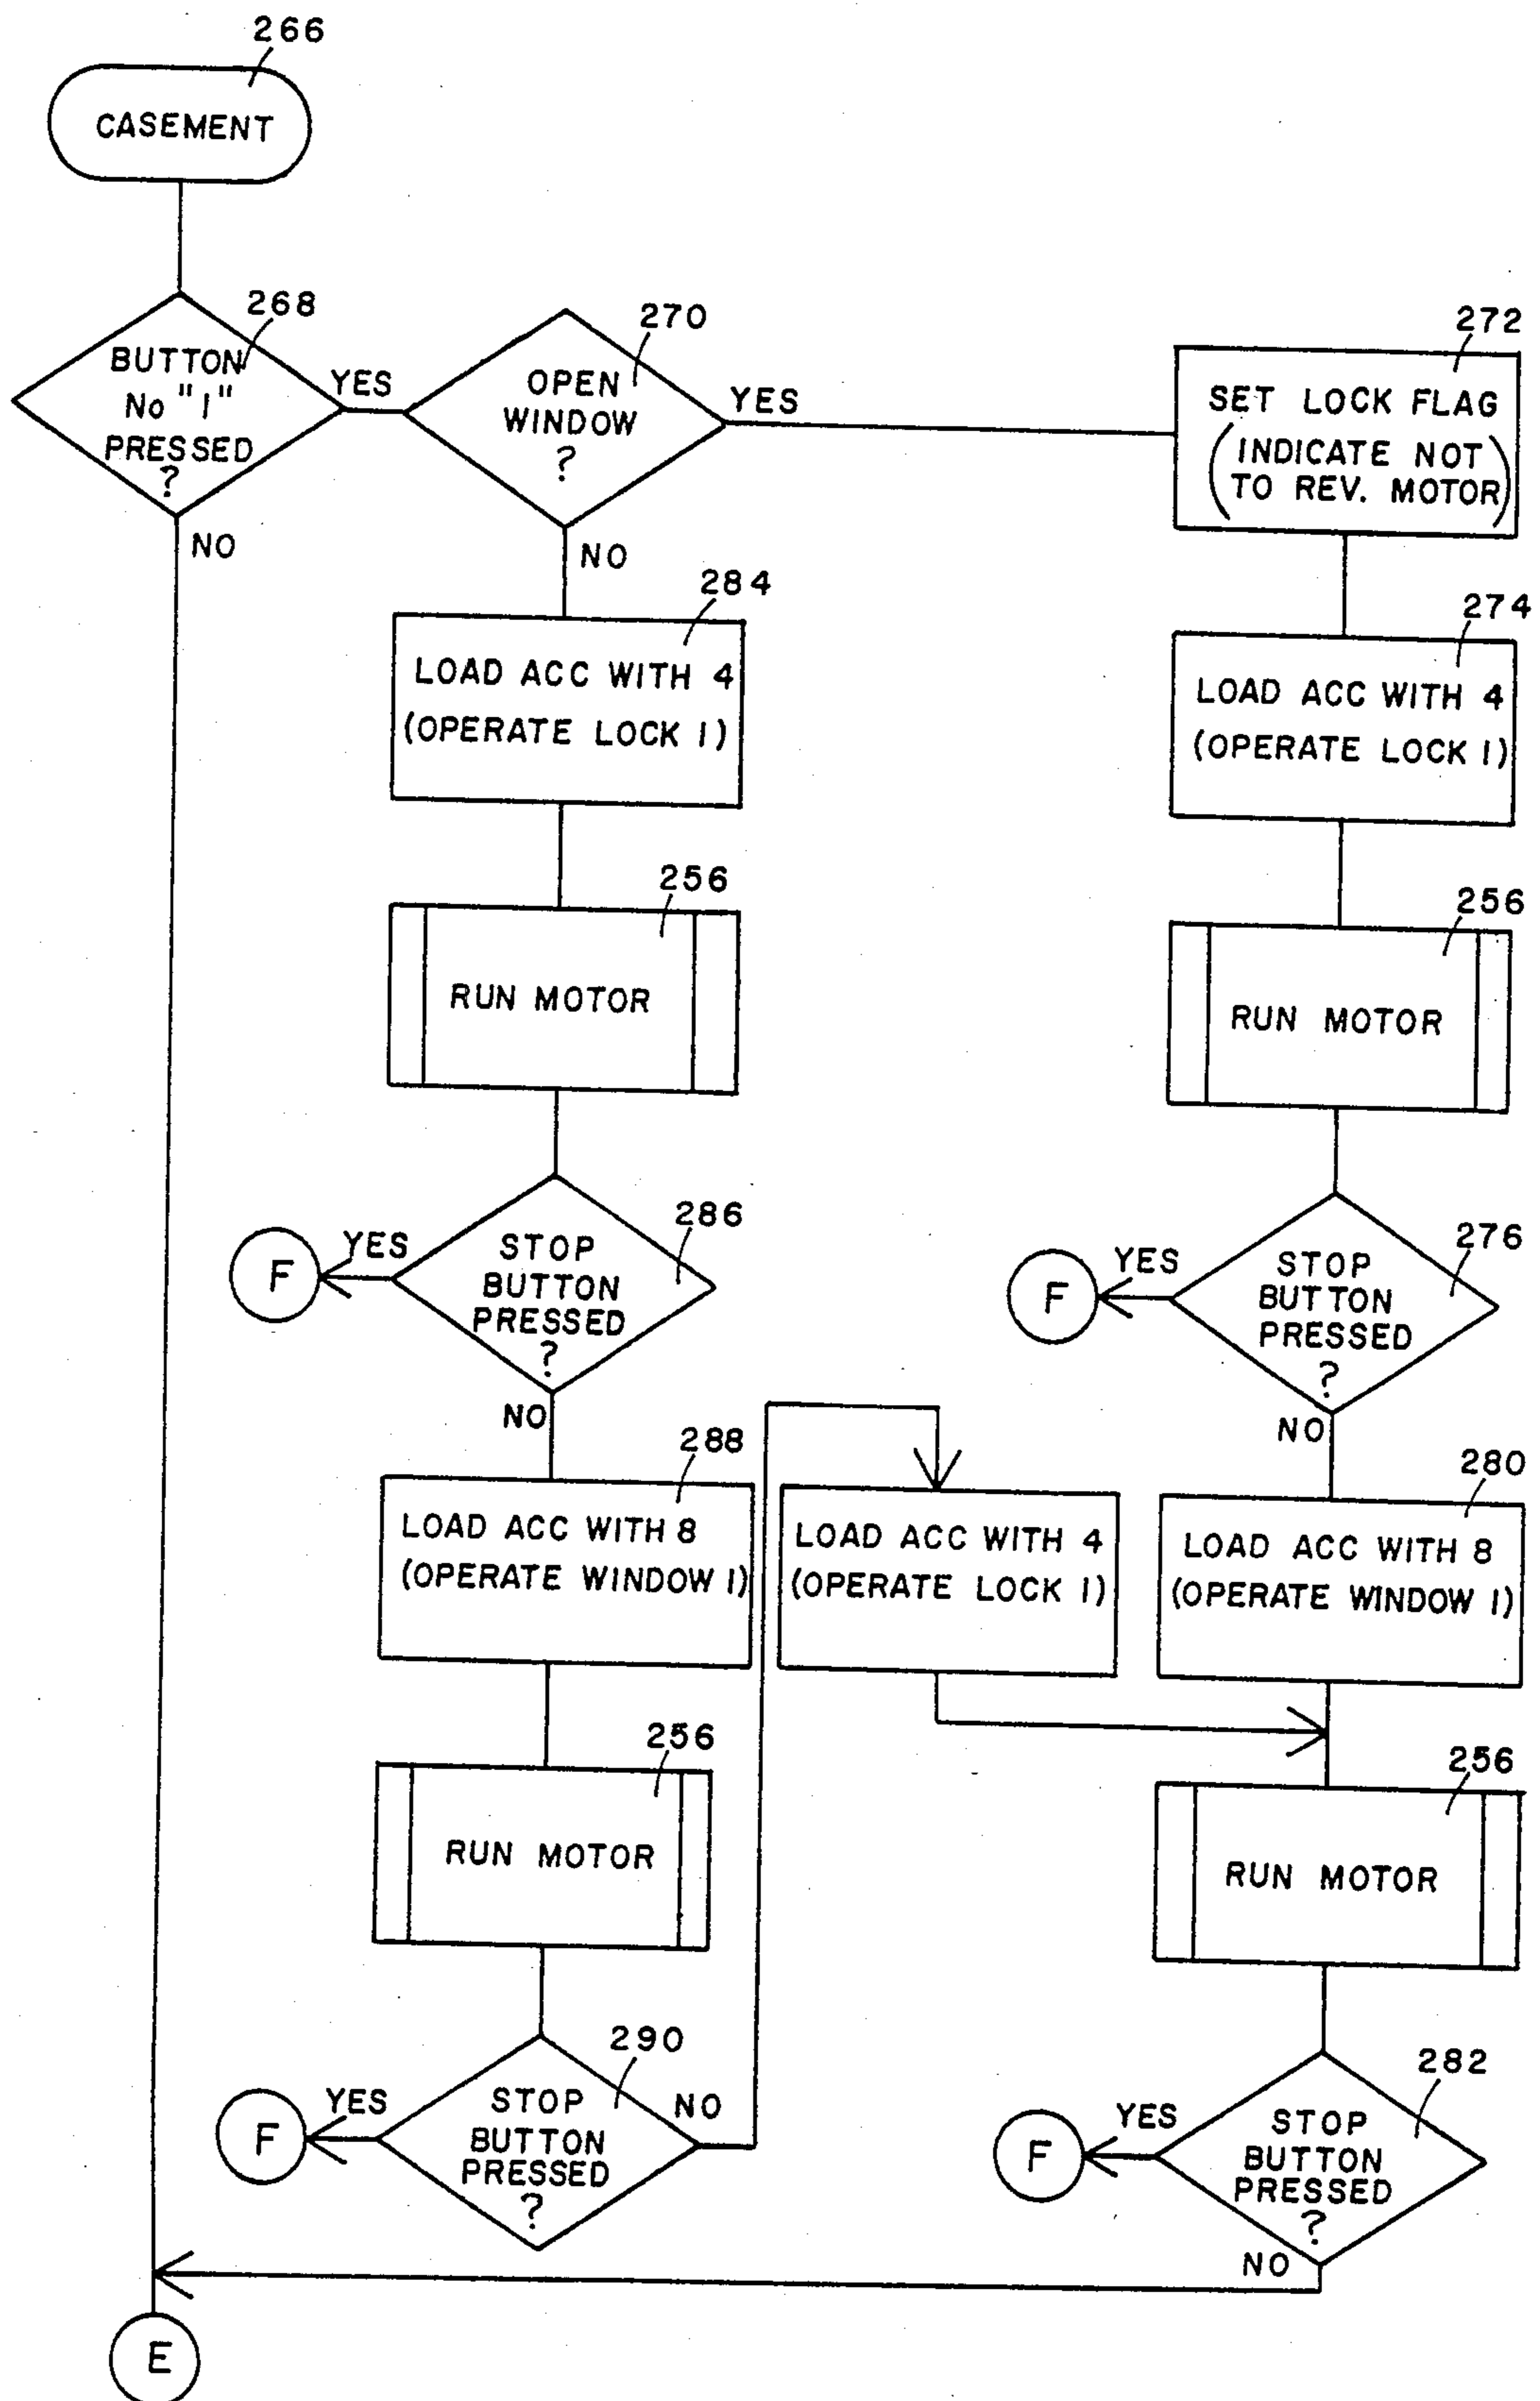 266
CASEMENT
268
BUTTON
No "1"
PRESSED
?
YES
NO
270
OPEN
WINDOW
?
YES
NO
272
SET LOCK FLAG
(INDICATE NOT
TO REV. MOTOR)
284
LOAD ACC WITH 4
(OPERATE LOCK 1)
274
LOAD ACC WITH 4
(OPERATE LOCK 1)
256
RUN MOTOR
256
RUN MOTOR
286
STOP
BUTTON
PRESSED
?
YES
F
NO
276
STOP
BUTTON
PRESSED
?
YES
F
NO
288
LOAD ACC WITH 8
(OPERATE WINDOW 1)
LOAD ACC WITH 4
(OPERATE LOCK 1)
280
LOAD ACC WITH 8
(OPERATE WINDOW 1)
256
RUN MOTOR
256
RUN MOTOR
290
STOP
BUTTON
PRESSED
?
YES
F
NO
282
STOP
BUTTON
PRESSED
?
YES
F
NO
E